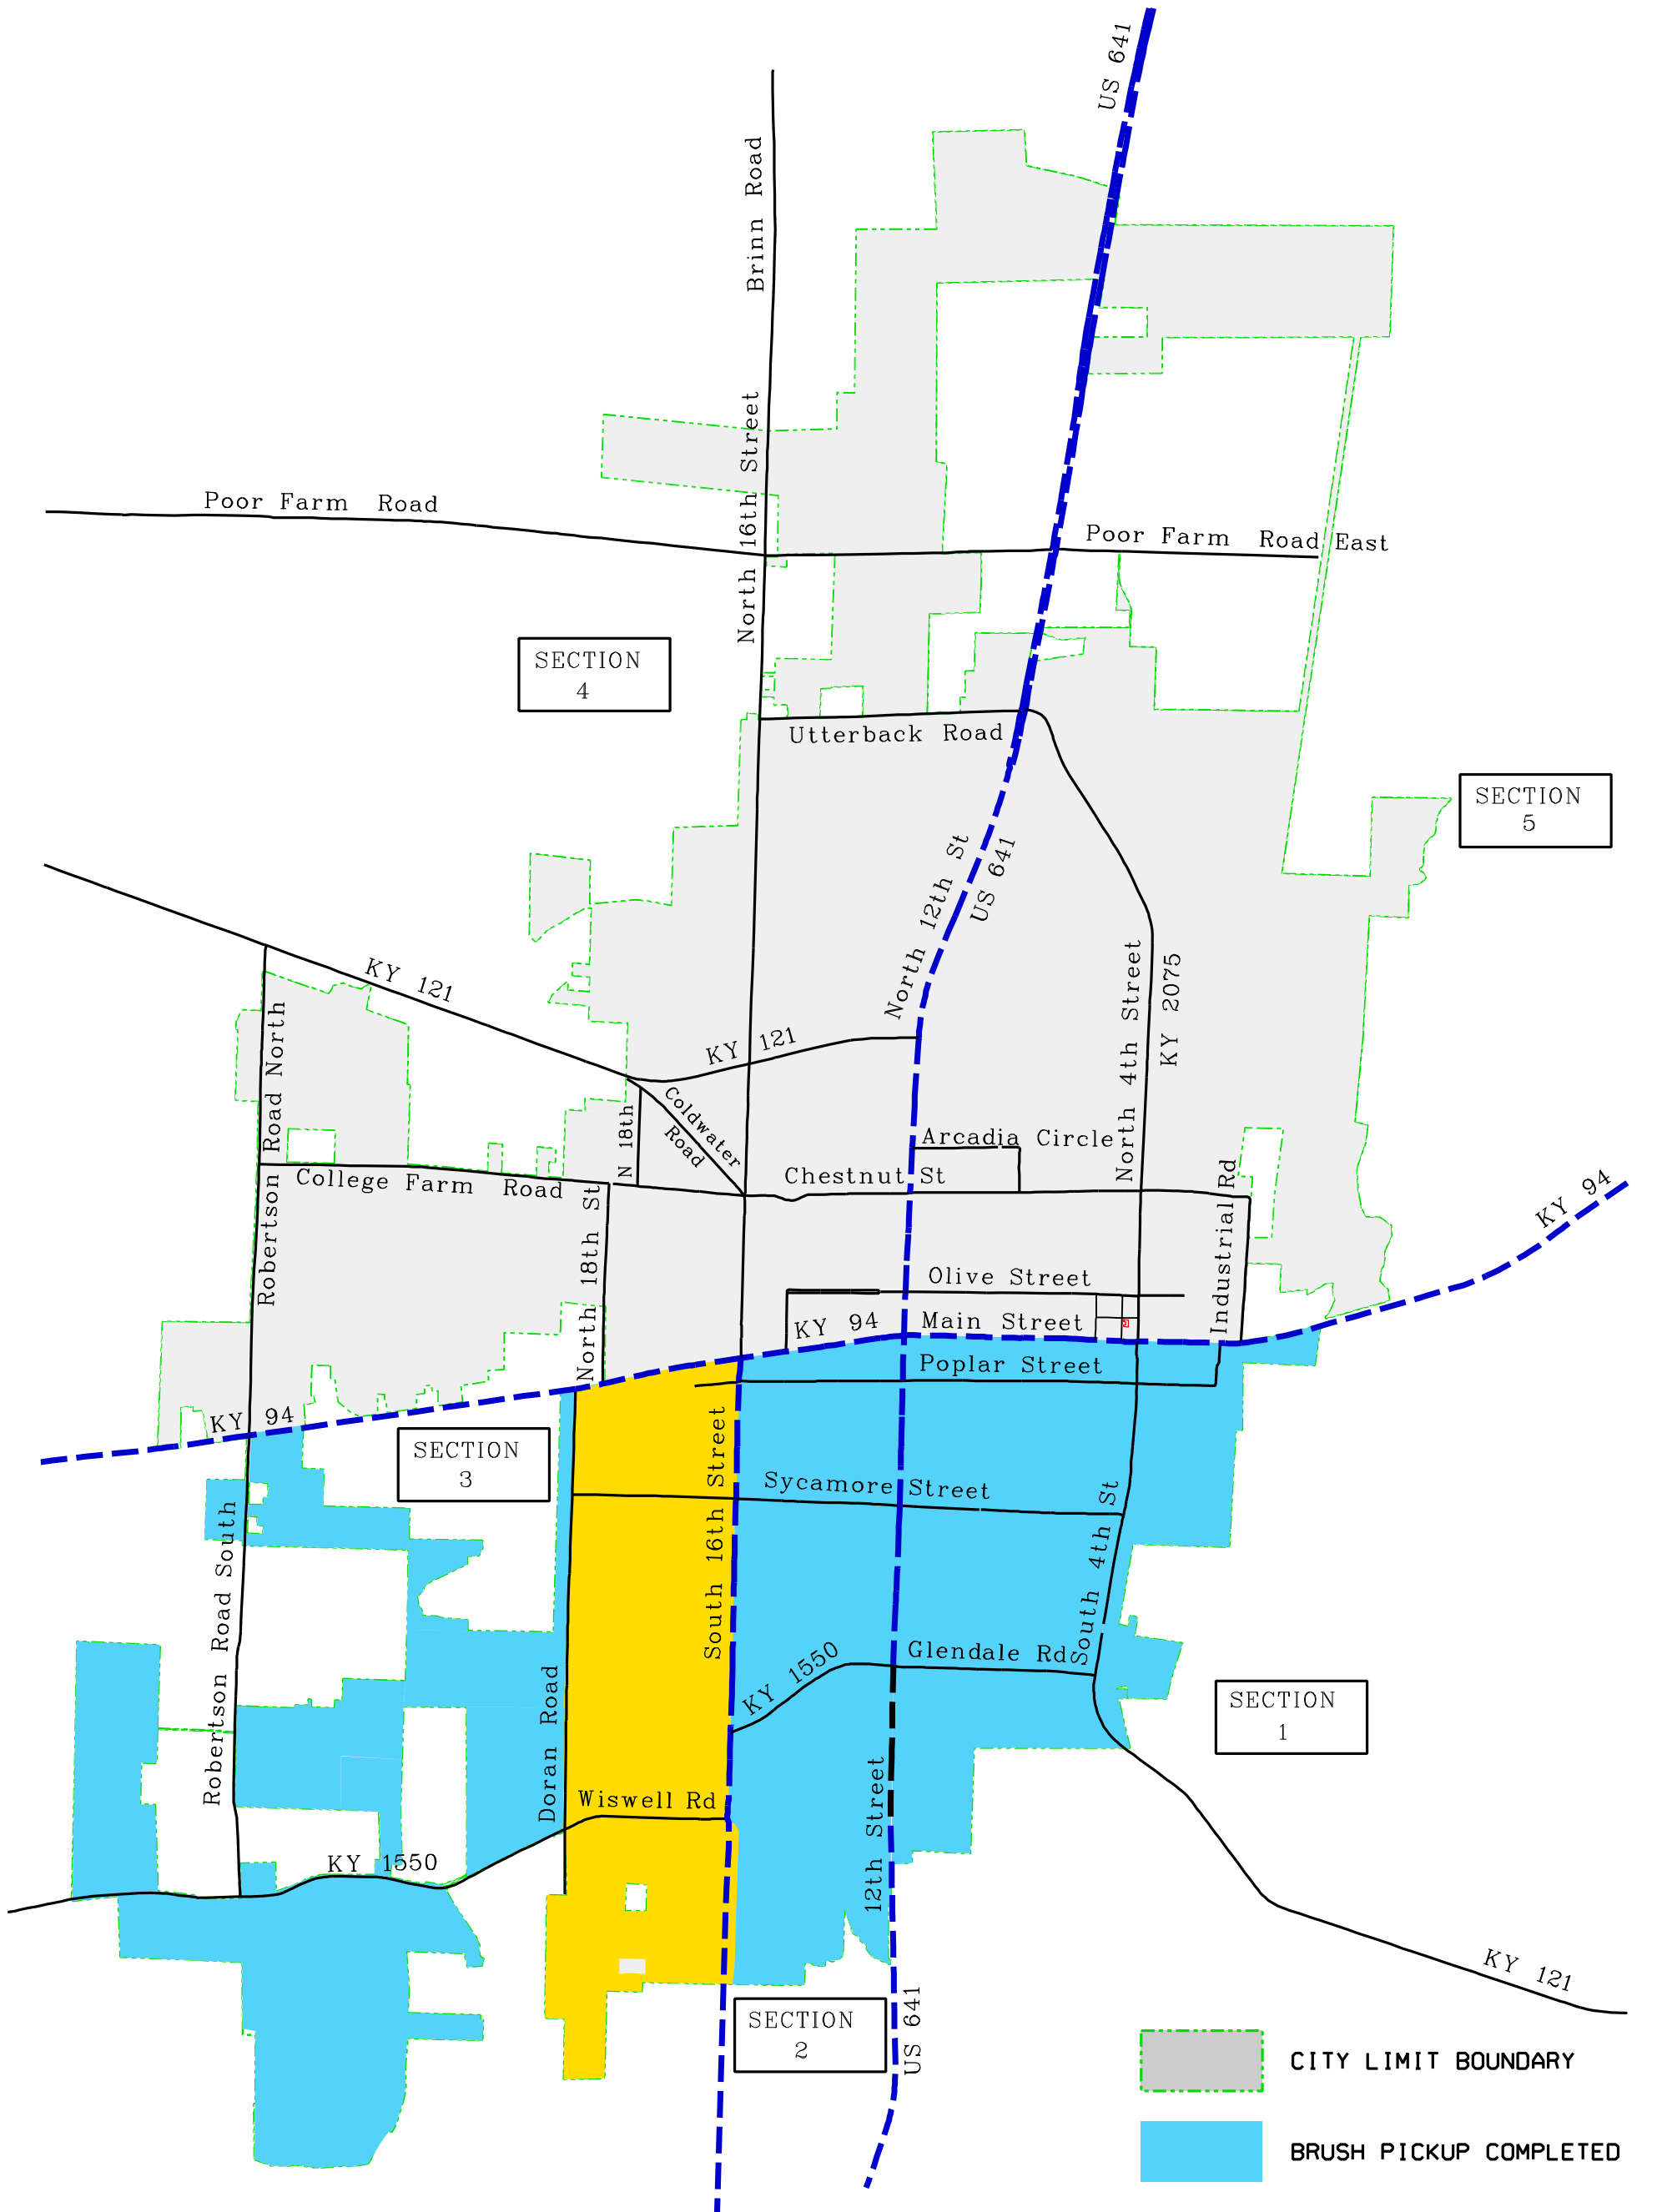 US 641
Brinn Road
North 16th Street
Poor Farm Road
Poor Farm Road East
North 16th Street
SECTION
4
Utterback Road
SECTION
5
North 12th St
US 641
KY 121
North 4th Street
KY 2075
KY 121
Robertson Road North
Coldwater
Road
N 18th
Arcadia Circle
Chestnut St
College Farm Road
KY 94
North 18th St
Industrial Rd
Olive Street
KY 94
Main Street
Poplar Street
KY 94
SECTION
3
South 16th Street
Sycamore Street
South 4th St
Robertson Road South
KY 1550
Glendale Rd
Doran Road
SECTION
1
Wiswell Rd
12th Street
KY 1550
KY 121
SECTION
2
US 641
CITY LIMIT BOUNDARY
BRUSH PICKUP COMPLETED